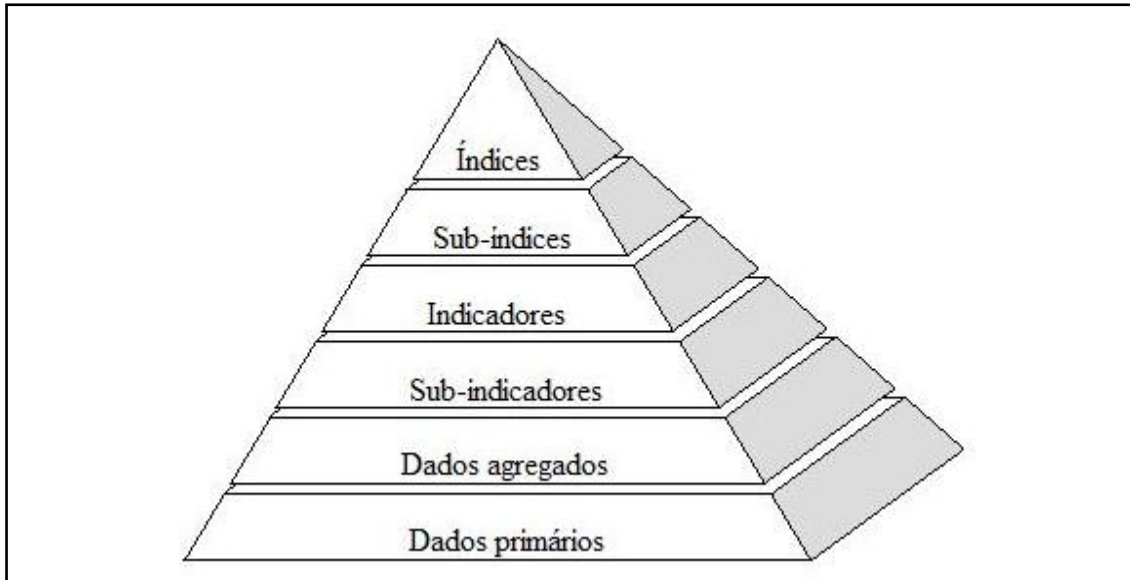 Índices
Sub-índices
Indicadores
Sub-indicadores
Dados agregados
Dados primários